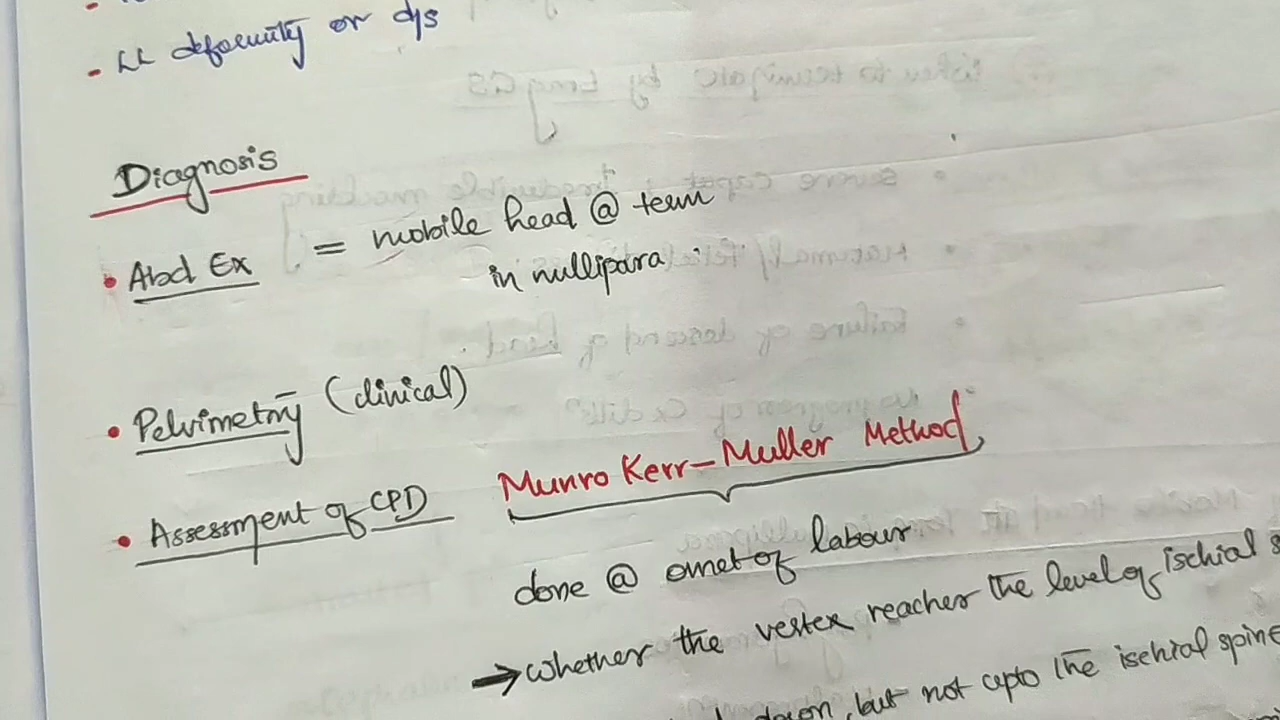 • LL deformity or d/s
Diagnosis
• Abd Ex = mobile head @ term
in nullipara
• Pelvimetry (clinical)
• Assessment of CPD Munro Kerr-Muller Method
done @ onset of labour
→ whether the vertex reaches the level of ischial s
down, but not upto the ischial spine